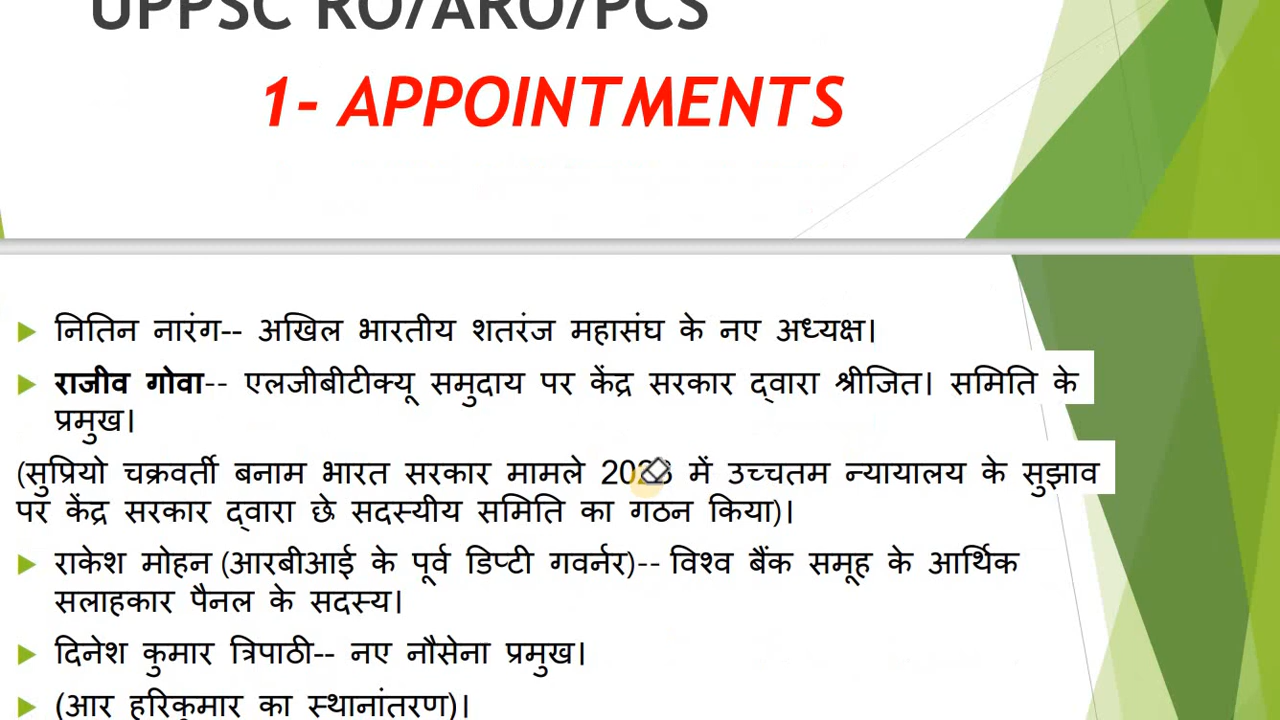 UPPSC RO/ARO/PCS
1- APPOINTMENTS
नितिन नारंग-- अखिल भारतीय शतरंज महासंघ के नए अध्यक्ष।
राजीव गोवा-- एलजीबीटीक्यू समुदाय पर केंद्र सरकार द्वारा श्रीजित। समिति के
प्रमुख।
(सुप्रियो चक्रवर्ती बनाम भारत सरकार मामले 2023 में उच्चतम न्यायालय के सुझाव
पर केंद्र सरकार द्वारा छे सदस्यीय समिति का गठन किया)।
राकेश मोहन (आरबीआई के पूर्व डिप्टी गवर्नर)-- विश्व बैंक समूह के आर्थिक
सलाहकार पैनल के सदस्य।
दिनेश कुमार त्रिपाठी-- नए नौसेना प्रमुख।
(आर हरिकुमार का स्थानांतरण)।